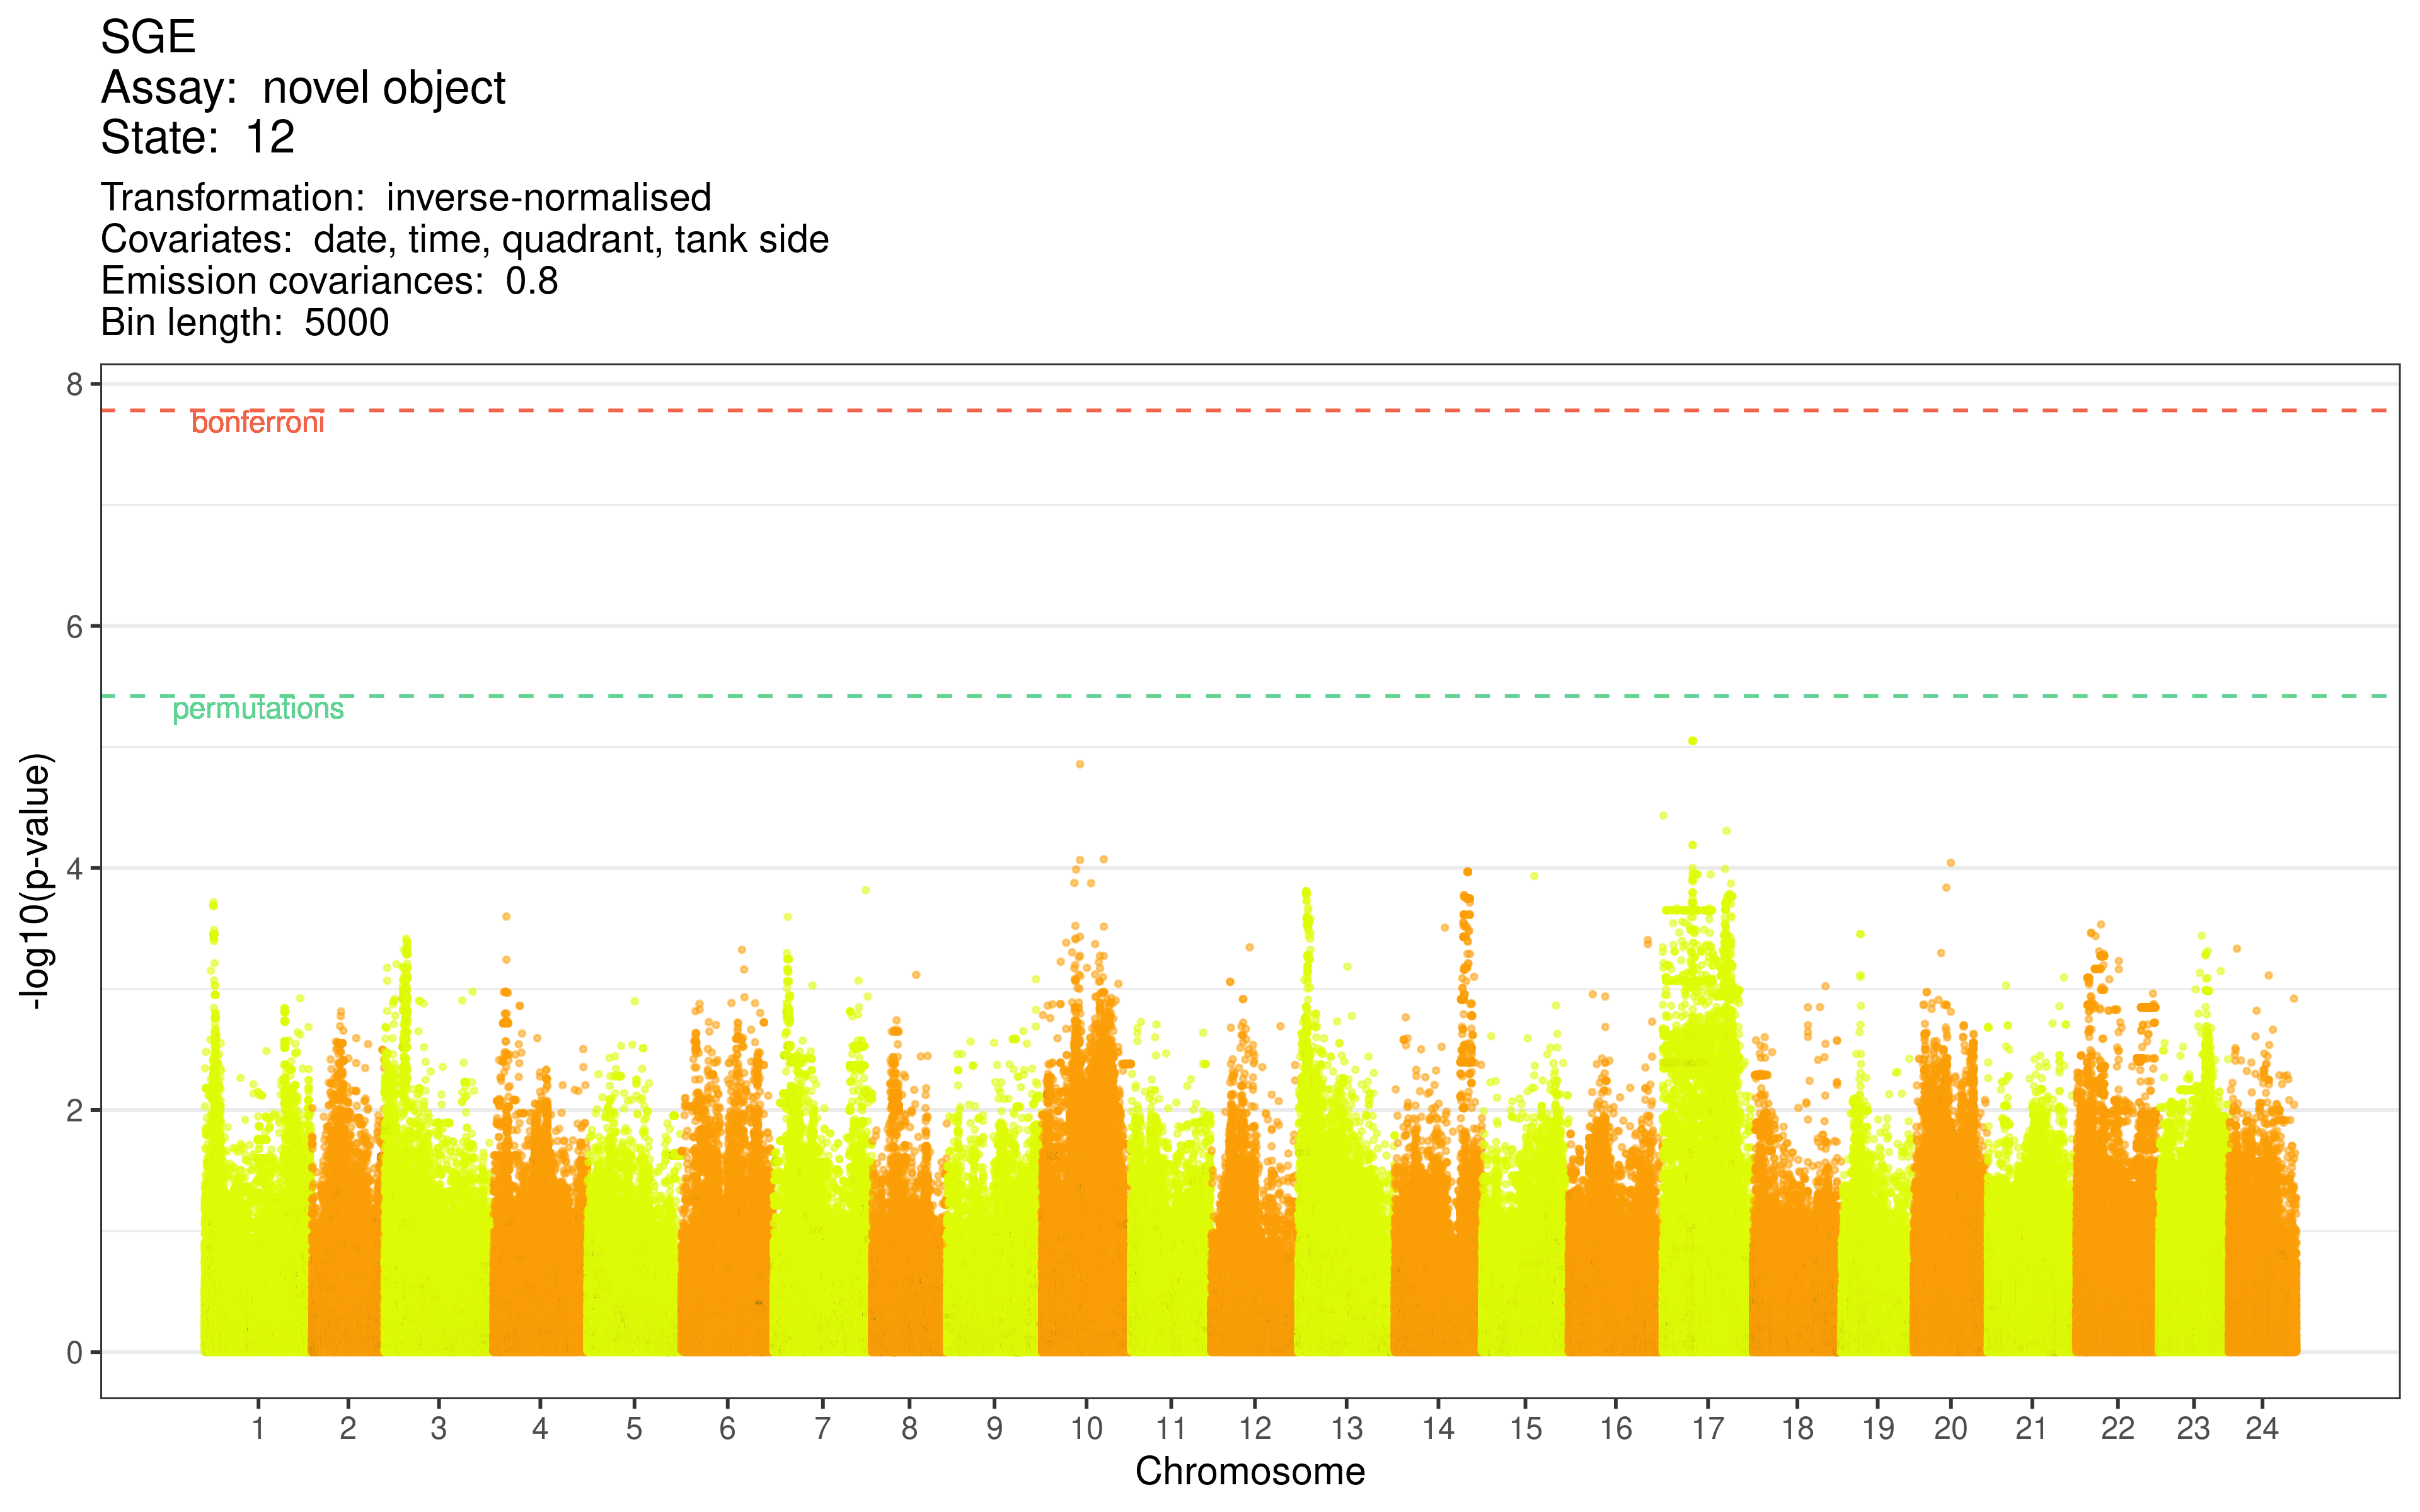 SGE
Assay: novel object
State: 12
Transformation: inverse-normalised
Covariates: date, time, quadrant, tank side
Emission covariances: 0.8
Bin length: 5000
8
bonferroni
6
permutations
4
2
0
-log10(p-value)
1 2 3 4 5 6 7 8 9 10 11 12 13 14 15 16 17 18 19 20 21 22 23 24
Chromosome